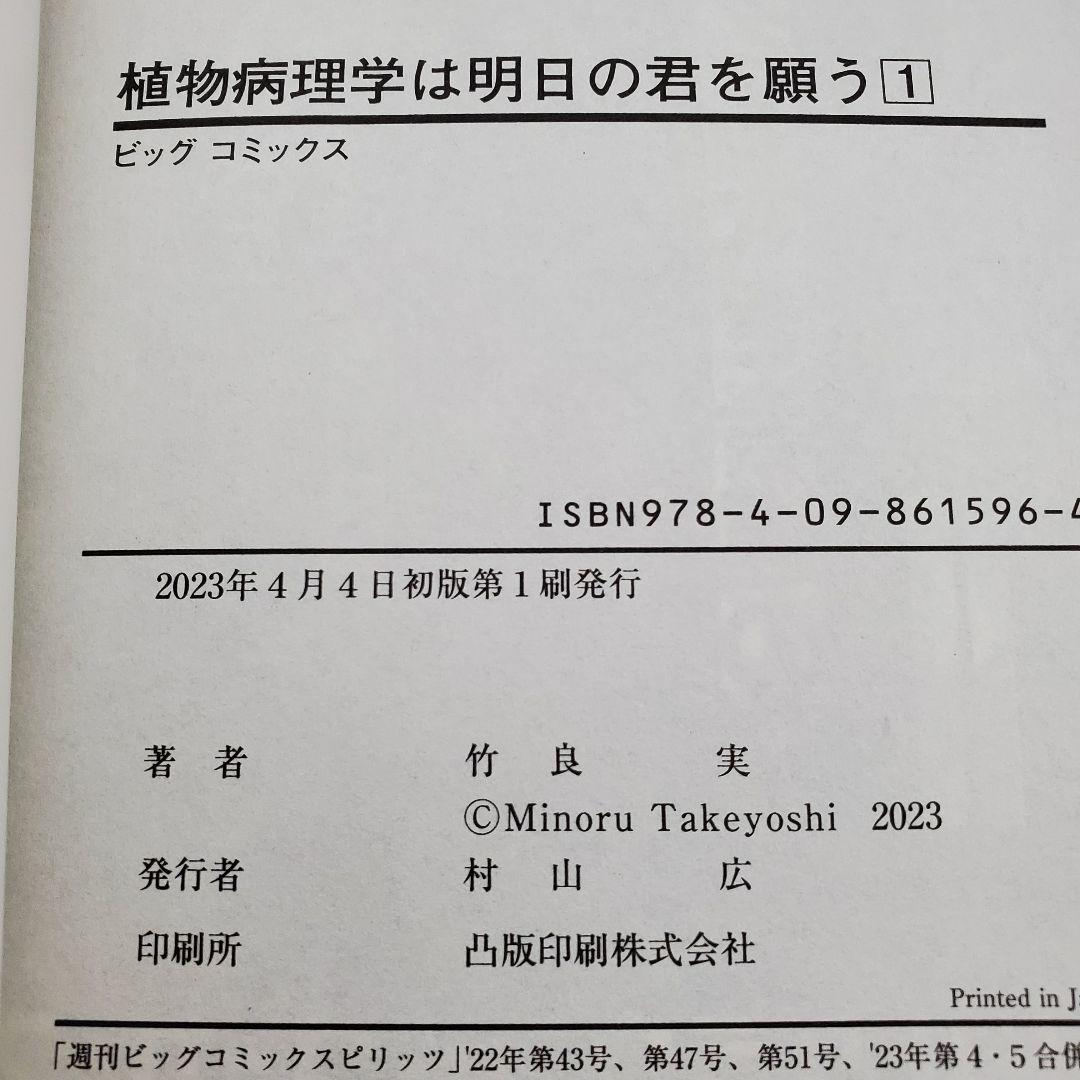 植物病理学は明日の君を願う1
ビッグ コミックス
ISBN978-4-09-861596-4
2023年4月4日初版第1刷発行
著 者 竹 良 実
©Minoru Takeyoshi 2023
発行者 村 山 広
印刷所 凸版印刷株式会社
Printed in
「週刊ビッグコミックスピリッツ」'22年第43号、第47号、第51号、'23年第4・5合併